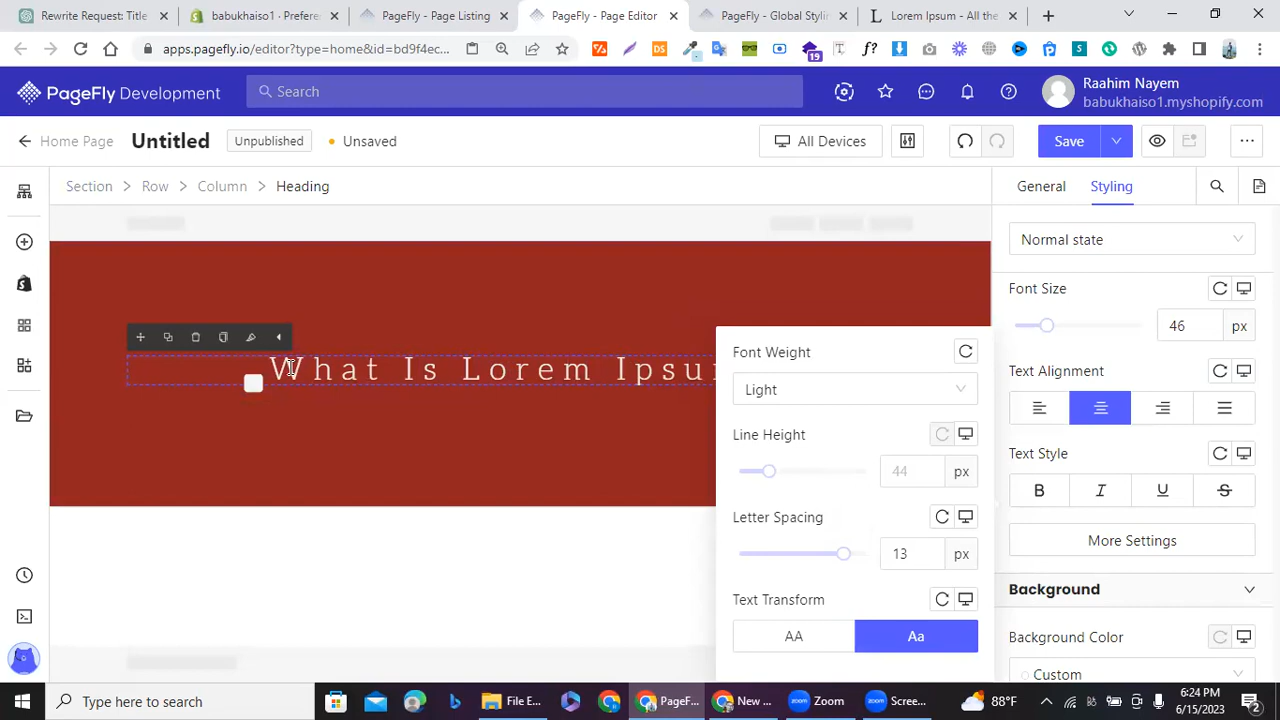 Rewrite Title: Text
babukhaiso1 · Prefere
PageFly - Page Listing
PageFly - Page Editor
PageFly - Global Stylin
Lorem Ipsum - All the
apps.pagefly.io/editor?type=home&id=bd9f4ec...
DS
f?
19
S
PageFly Development
Search
Raahim Nayem
babukhaiso1.myshopify.com
Home Page
Untitled
Unpublished
Unsaved
All Devices
Save
Section > Row > Column > Heading
General
Styling
Normal state
Font Size
46
px
Text Alignment
Text Style
B
I
U
S
More Settings
Background
Background Color
Custom
What Is Lorem Ipsum
Font Weight
Light
Line Height
44
px
Letter Spacing
13
px
Text Transform
AA
Aa
Type here to search
File E...
PageF...
New ...
Zoom
Scree...
88°F
6:24 PM
6/15/2023
2